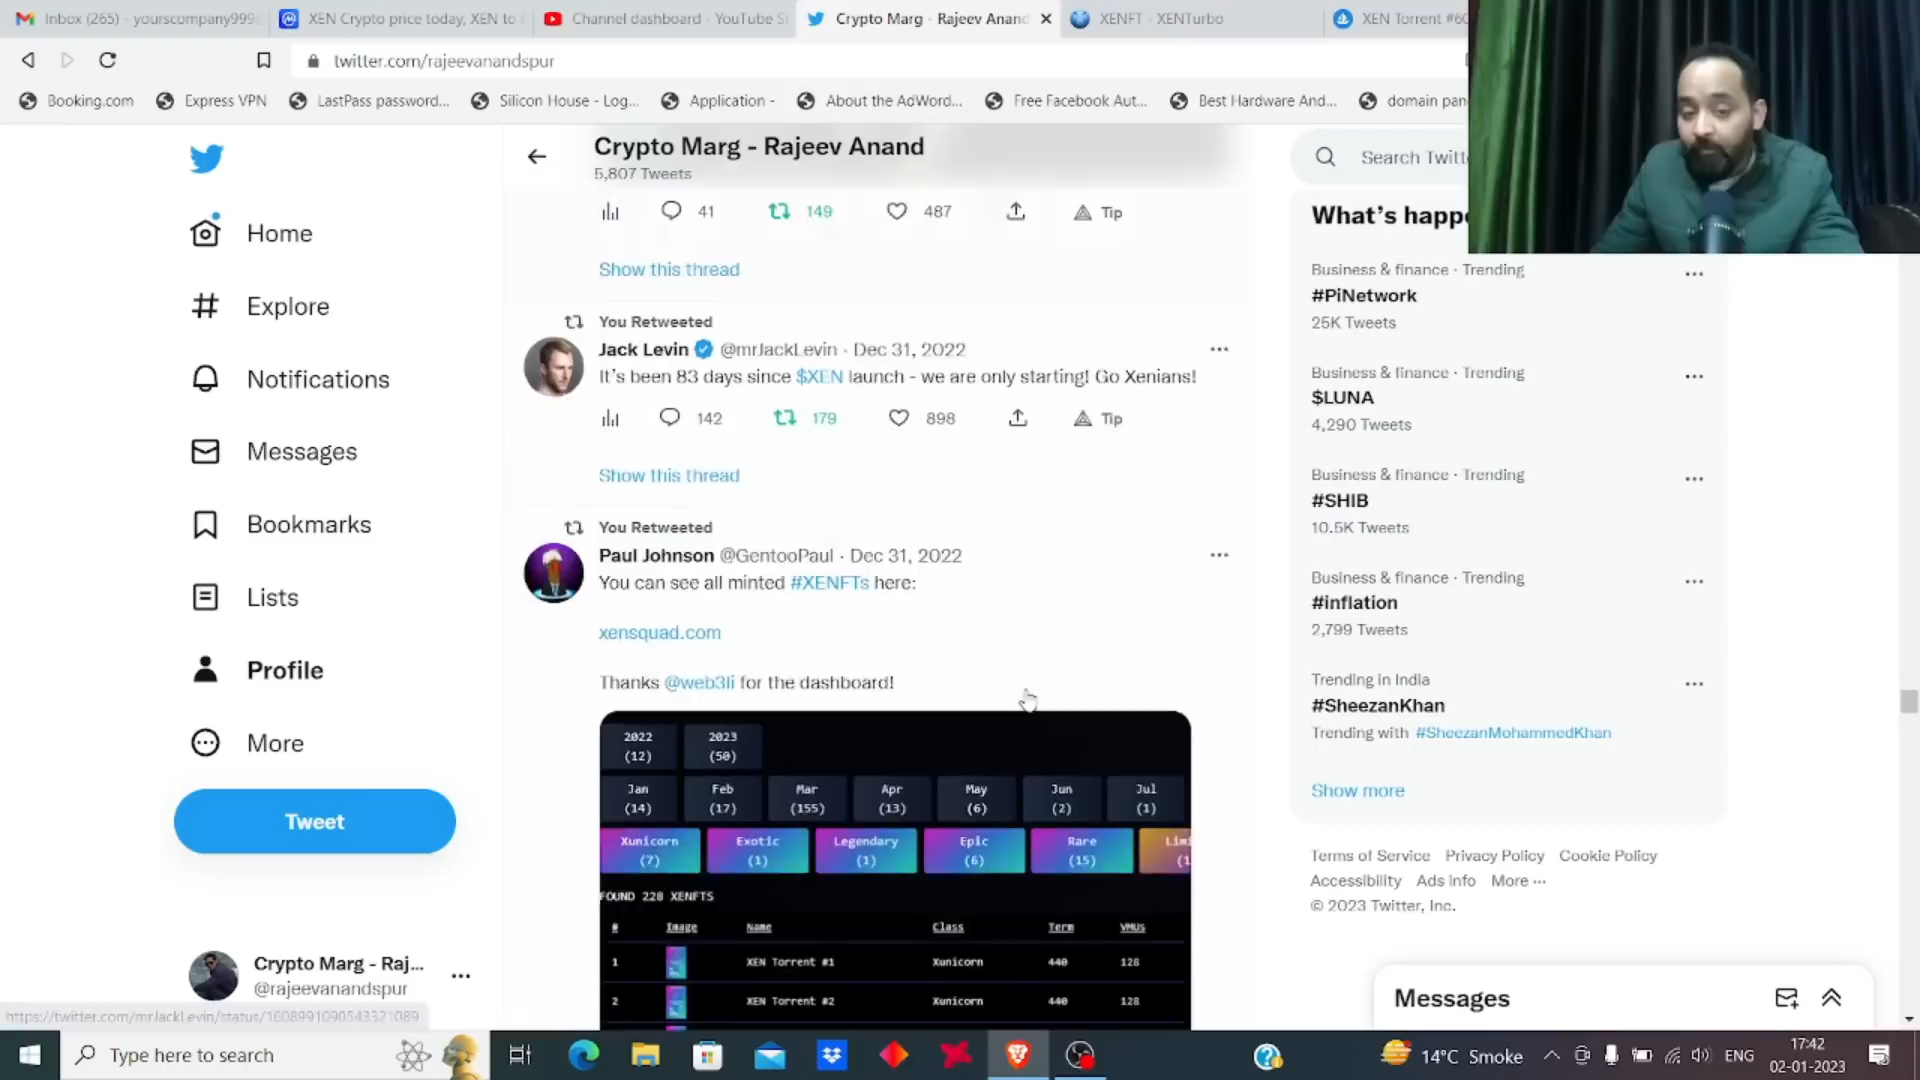 Inbox (265) - yourscompany999
XEN Crypto price today, XEN to
Channel dashboard - YouTube St
Crypto Marg - Rajeev Anand
XENFT - XENTurbo
XEN Torrent #60
twitter.com/rajeevanandspur
Booking.com
Express VPN
LastPass password...
Silicon House - Log...
Application -
About the AdWord...
Free Facebook Aut...
Best Hardware And...
domain pan
Crypto Marg - Rajeev Anand
5,807 Tweets
Home
Explore
Notifications
Messages
Bookmarks
Lists
Profile
More
Tweet
Crypto Marg - Raj...
@rajeevanandspur
41 149 487 Tip
Show this thread
You Retweeted
Jack Levin @mrJackLevin · Dec 31, 2022
It's been 83 days since $XEN launch - we are only starting! Go Xenians!
142 179 898 Tip
Show this thread
You Retweeted
Paul Johnson @GentooPaul · Dec 31, 2022
You can see all minted #XENFTs here:
xensquad.com
Thanks @web3li for the dashboard!
2022 2023
(12) (50)
Jan Feb Mar Apr May Jun Jul
(14) (17) (155) (13) (6) (2) (1)
Xunicorn Exotic Legendary Epic Rare Limi
(7) (1) (1) (6) (15) (1
FOUND 228 XENFTS
# Image Name Class Term VMUs
1 XEN Torrent #1 Xunicorn 440 128
2 XEN Torrent #2 Xunicorn 440 128
Search Twitt
What's happe
Business & finance · Trending
#PiNetwork
25K Tweets
Business & finance · Trending
$LUNA
4,290 Tweets
Business & finance · Trending
#SHIB
10.5K Tweets
Business & finance · Trending
#inflation
2,799 Tweets
Trending in India
#SheezanKhan
Trending with #SheezanMohammedKhan
Show more
Terms of Service Privacy Policy Cookie Policy
Accessibility Ads info More ···
© 2023 Twitter, Inc.
Messages
https://twitter.com/mrJackLevin/status/1608991090543321089
Type here to search
14°C Smoke
ENG
17:42
02-01-2023